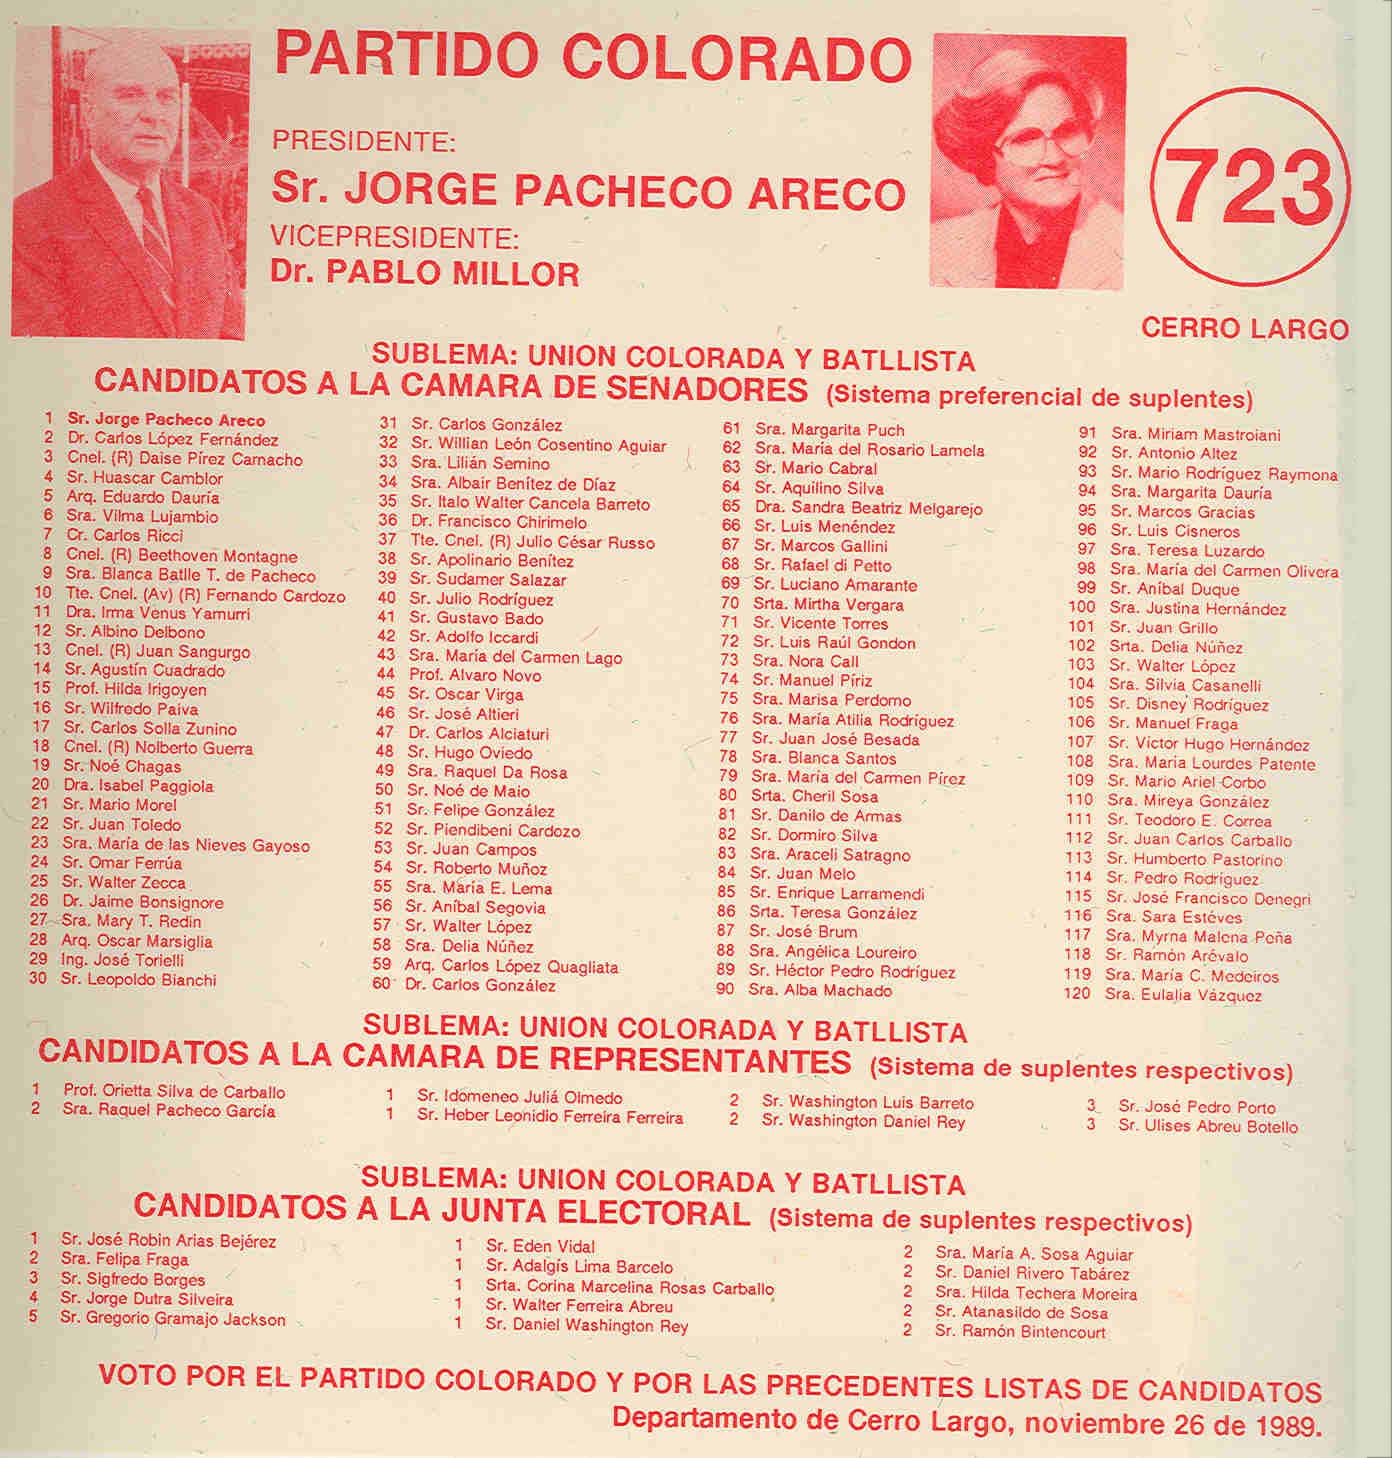 PARTIDO COLORADO
PRESIDENTE:
Sr. JORGE PACHECO ARECO
VICEPRESIDENTE:
Dr. PABLO MILLOR
723
CERRO LARGO
SUBLEMA: UNION COLORADA Y BATLLISTA
CANDIDATOS A LA CAMARA DE SENADORES (Sistema preferencial de suplentes)
1 Sr. Jorge Pacheco Areco
2 Dr. Carlos López Fernández
3 Cnel. (R) Daise Pírez Camacho
4 Sr. Huascar Camblor
5 Arq. Eduardo Dauría
6 Sra. Vilma Lujambio
7 Cr. Carlos Ricci
8 Cnel. (R) Beethoven Montagne
9 Sra. Blanca Batlle T. de Pacheco
10 Tte. Cnel. (Av) (R) Fernando Cardozo
11 Dra. Irma Venus Yamurri
12 Sr. Albino Delbono
13 Cnel. (R) Juan Sangurgo
14 Sr. Agustín Cuadrado
15 Prof. Hilda Irigoyen
16 Sr. Wilfredo Paiva
17 Sr. Carlos Solla Zunino
18 Cnel. (R) Nolberto Guerra
19 Sr. Noé Chagas
20 Dra. Isabel Paggiola
21 Sr. Mario Morel
22 Sr. Juan Toledo
23 Sra. María de las Nieves Gayoso
24 Sr. Omar Ferrúa
25 Sr. Walter Zecca
26 Dr. Jaime Bonsignore
27 Sra. Mary T. Redin
28 Arq. Oscar Marsiglia
29 Ing. José Torielli
30 Sr. Leopoldo Bianchi
31 Sr. Carlos González
32 Sr. Willian León Cosentino Aguiar
33 Sra. Lilián Semino
34 Sra. Albair Benítez de Díaz
35 Sr. Italo Walter Cancela Barreto
36 Dr. Francisco Chirimelo
37 Tte. Cnel. (R) Julio César Russo
38 Sr. Apolinario Benítez
39 Sr. Sudamer Salazar
40 Sr. Julio Rodríguez
41 Sr. Gustavo Bado
42 Sr. Adolfo Iccardi
43 Sra. María del Carmen Lago
44 Prof. Alvaro Novo
45 Sr. Oscar Virga
46 Sr. José Altieri
47 Dr. Carlos Alciaturi
48 Sr. Hugo Oviedo
49 Sra. Raquel Da Rosa
50 Sr. Noé de Maio
51 Sr. Felipe González
52 Sr. Piendibeni Cardozo
53 Sr. Juan Campos
54 Sr. Roberto Muñoz
55 Sra. María E. Lema
56 Sr. Aníbal Segovia
57 Sr. Walter López
58 Sra. Delia Núñez
59 Arq. Carlos López Quagliata
60 Dr. Carlos González
61 Sra. Margarita Puch
62 Sra. María del Rosario Lamela
63 Sr. Mario Cabral
64 Sr. Aquilino Silva
65 Dra. Sandra Beatriz Melgarejo
66 Sr. Luis Menéndez
67 Sr. Marcos Gallini
68 Sr. Rafael di Petto
69 Sr. Luciano Amarante
70 Srta. Mirtha Vergara
71 Sr. Vicente Torres
72 Sr. Luis Raúl Gondon
73 Sra. Nora Call
74 Sr. Manuel Píriz
75 Sra. Marisa Perdomo
76 Sra. María Atilia Rodríguez
77 Sr. Juan José Besada
78 Sra. Blanca Santos
79 Sra. María del Carmen Pírez
80 Srta. Cheril Sosa
81 Sr. Danilo de Armas
82 Sr. Dormiro Silva
83 Sra. Araceli Satragno
84 Sr. Juan Melo
85 Sr. Enrique Larramendi
86 Srta. Teresa González
87 Sr. José Brum
88 Sra. Angélica Loureiro
89 Sr. Héctor Pedro Rodríguez
90 Sra. Alba Machado
91 Sra. Miriam Mastroiani
92 Sr. Antonio Altez
93 Sr. Mario Rodríguez Raymona
94 Sra. Margarita Dauría
95 Sr. Marcos Gracias
96 Sr. Luis Cisneros
97 Sra. Teresa Luzardo
98 Sra. María del Carmen Olivera
99 Sr. Aníbal Duque
100 Sra. Justina Hernández
101 Sr. Juan Grillo
102 Srta. Delia Núñez
103 Sr. Walter López
104 Sra. Silvia Casanelli
105 Sr. Disney Rodríguez
106 Sr. Manuel Fraga
107 Sr. Víctor Hugo Hernández
108 Sra. María Lourdes Patente
109 Sr. Mario Ariel Corbo
110 Sra. Mireya González
111 Sr. Teodoro E. Correa
112 Sr. Juan Carlos Carballo
113 Sr. Humberto Pastorino
114 Sr. Pedro Rodríguez
115 Sr. José Francisco Denegri
116 Sra. Sara Estéves
117 Sra. Myrna Malena Peña
118 Sr. Ramón Arévalo
119 Sra. María C. Medeiros
120 Sra. Eulalia Vázquez
SUBLEMA: UNION COLORADA Y BATLLISTA
CANDIDATOS A LA CAMARA DE REPRESENTANTES (Sistema de suplentes respectivos)
1 Prof. Orietta Silva de Carballo
2 Sra. Raquel Pacheco García
1 Sr. Idomeneo Juliá Olmedo
1 Sr. Heber Leonidio Ferreira Ferreira
2 Sr. Washington Luis Barreto
2 Sr. Washington Daniel Rey
3 Sr. José Pedro Porto
3 Sr. Ulises Abreu Botello
SUBLEMA: UNION COLORADA Y BATLLISTA
CANDIDATOS A LA JUNTA ELECTORAL (Sistema de suplentes respectivos)
1 Sr. José Robin Arias Bejérez
2 Sra. Felipa Fraga
3 Sr. Sigfredo Borges
4 Sr. Jorge Dutra Silveira
5 Sr. Gregorio Gramajo Jackson
1 Sr. Eden Vidal
1 Sr. Adalgís Lima Barcelo
1 Srta. Corina Marcelina Rosas Carballo
1 Sr. Walter Ferreira Abreu
1 Sr. Daniel Washington Rey
2 Sra. María A. Sosa Aguiar
2 Sr. Daniel Rivero Tabárez
2 Sra. Hilda Techera Moreira
2 Sr. Atanasildo de Sosa
2 Sr. Ramón Bintencourt
VOTO POR EL PARTIDO COLORADO Y POR LAS PRECEDENTES LISTAS DE CANDIDATOS
Departamento de Cerro Largo, noviembre 26 de 1989.